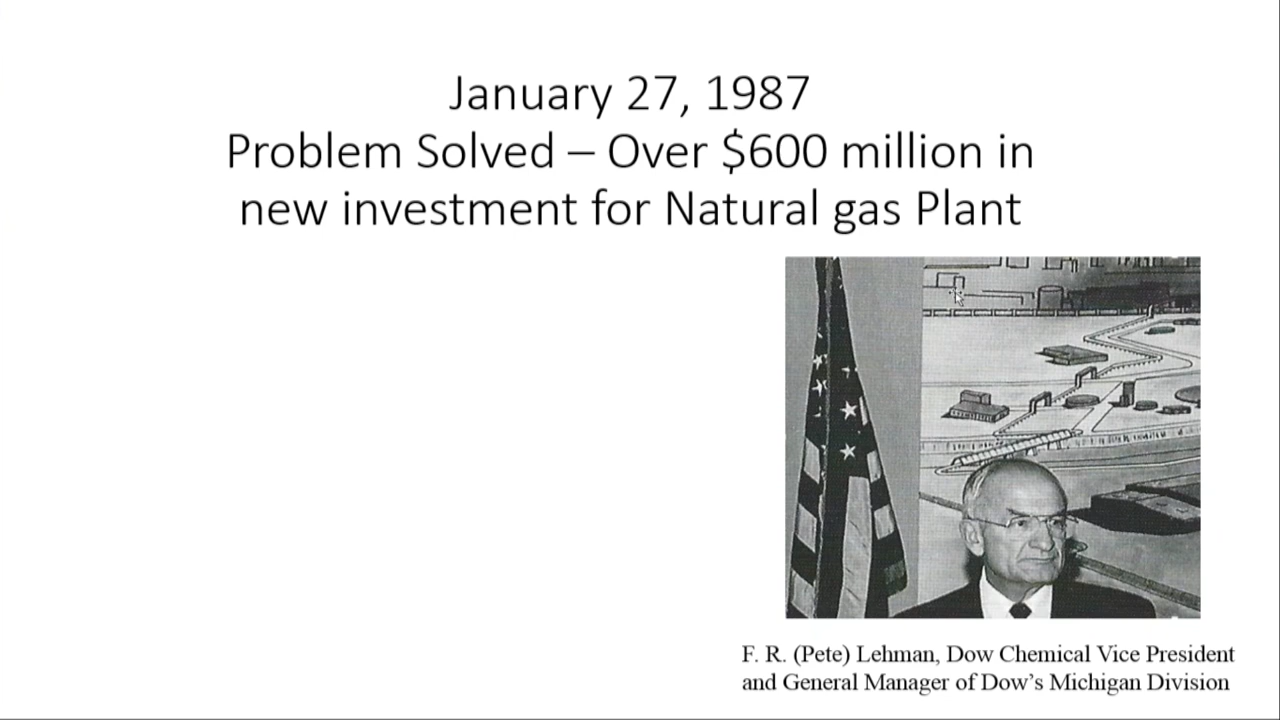 January 27, 1987
Problem Solved – Over $600 million in
new investment for Natural gas Plant
F. R. (Pete) Lehman, Dow Chemical Vice President
and General Manager of Dow's Michigan Division